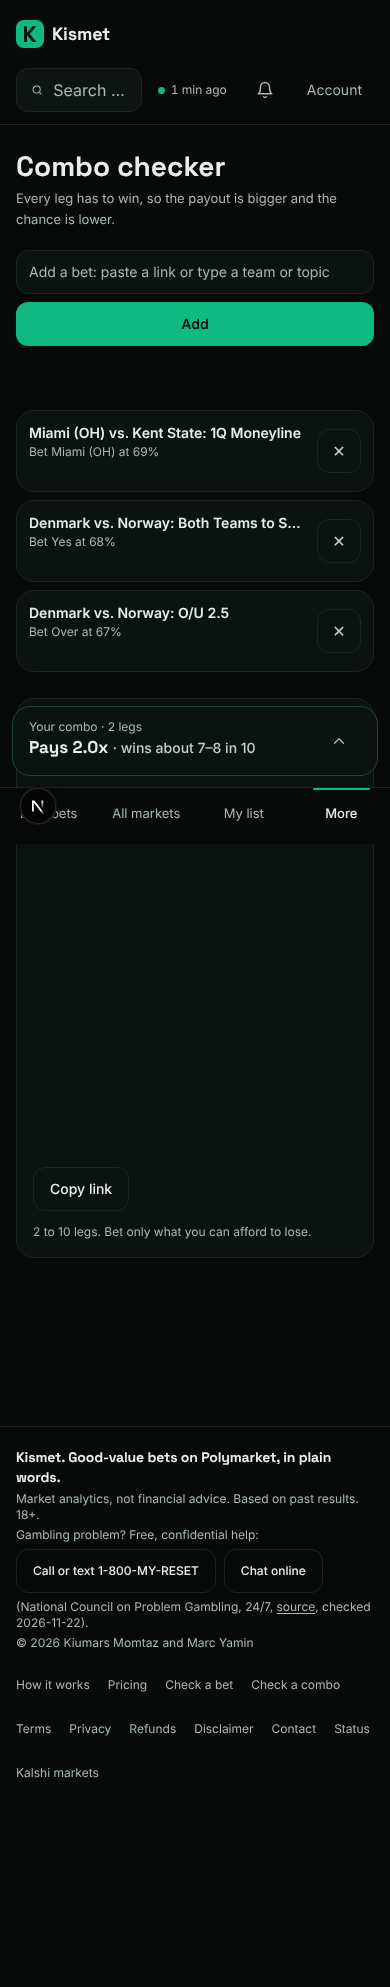 Kismet
Search ...
1 min ago
Account
Combo checker
Every leg has to win, so the payout is bigger and the
chance is lower.
Add a bet: paste a link or type a team or topic
Add
Miami (OH) vs. Kent State: 1Q Moneyline
Bet Miami (OH) at 69%
Denmark vs. Norway: Both Teams to S...
Bet Yes at 68%
Denmark vs. Norway: O/U 2.5
Bet Over at 67%
Your combo · 2 legs
Pays 2.0x · wins about 7–8 in 10
bets
All markets
My list
More
Copy link
2 to 10 legs. Bet only what you can afford to lose.
Kismet. Good-value bets on Polymarket, in plain
words.
Market analytics, not financial advice. Based on past results.
18+.
Gambling problem? Free, confidential help:
Call or text 1-800-MY-RESET
Chat online
(National Council on Problem Gambling, 24/7, source, checked
2026-11-22).
© 2026 Kiumars Momtaz and Marc Yamin
How it works Pricing Check a bet Check a combo
Terms Privacy Refunds Disclaimer Contact Status
Kalshi markets